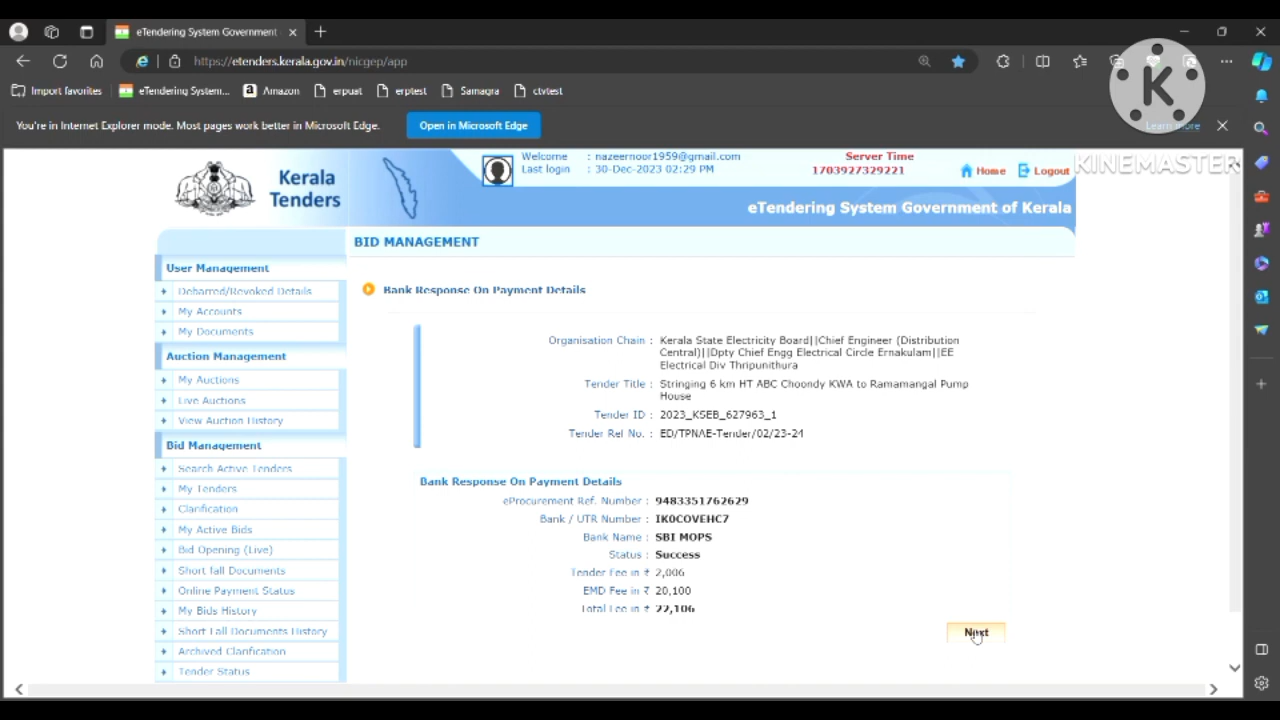 eTendering System Government
https://etenders.kerala.gov.in/nicgep/app
Import favorites
eTendering System...
Amazon
erpuat
erptest
Samagra
ctvtest
You're in Internet Explorer mode. Most pages work better in Microsoft Edge.
Open in Microsoft Edge
Learn more
K
KINEMASTER
Kerala
Tenders
Welcome : nazeernoor1959@gmail.com
Last login : 30-Dec-2023 02:29 PM
Server Time
1703927329221
Home
Logout
eTendering System Government of Kerala
BID MANAGEMENT
User Management
Debarred/Revoked Details
My Accounts
My Documents
Auction Management
My Auctions
Live Auctions
View Auction History
Bid Management
Search Active Tenders
My Tenders
Clarification
My Active Bids
Bid Opening (Live)
Short fall Documents
Online Payment Status
My Bids History
Short Fall Documents History
Archived Clarification
Tender Status
Bank Response On Payment Details
Organisation Chain : Kerala State Electricity Board||Chief Engineer (Distribution
Central)||Dpty Chief Engg Electrical Circle Ernakulam||EE
Electrical Div Thripunithura
Tender Title : Stringing 6 km HT ABC Choondy KWA to Ramamangal Pump
House
Tender ID : 2023_KSEB_627963_1
Tender Ref No. : ED/TPNAE-Tender/02/23-24
Bank Response On Payment Details
eProcurement Ref. Number : 9483351762629
Bank / UTR Number : IK0COVEHC7
Bank Name : SBI MOPS
Status : Success
Tender Fee in ₹ 2,006
EMD Fee in ₹ 20,100
Total Fee in ₹ 22,106
Next